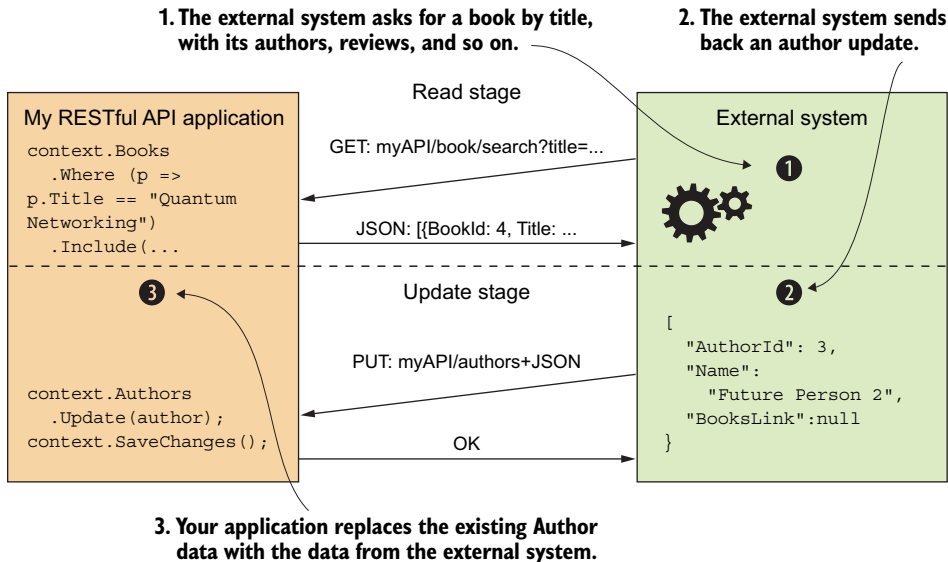 1. The external system asks for a book by title,
with its authors, reviews, and so on.
2. The external system sends
back an author update.
My RESTful API application
context.Books
.Where (p =>
p.Title == "Quantum
Networking")
.Include(...
Read stage
GET: myAPI/book/search?title=...
JSON: [{BookId: 4, Title: ...
External system
1
3
context.Authors
.Update(author);
context.SaveChanges();
Update stage
PUT: myAPI/authors+JSON
OK
2
[
"AuthorId": 3,
"Name":
"Future Person 2",
"BooksLink":null
}
3. Your application replaces the existing Author
data with the data from the external system.